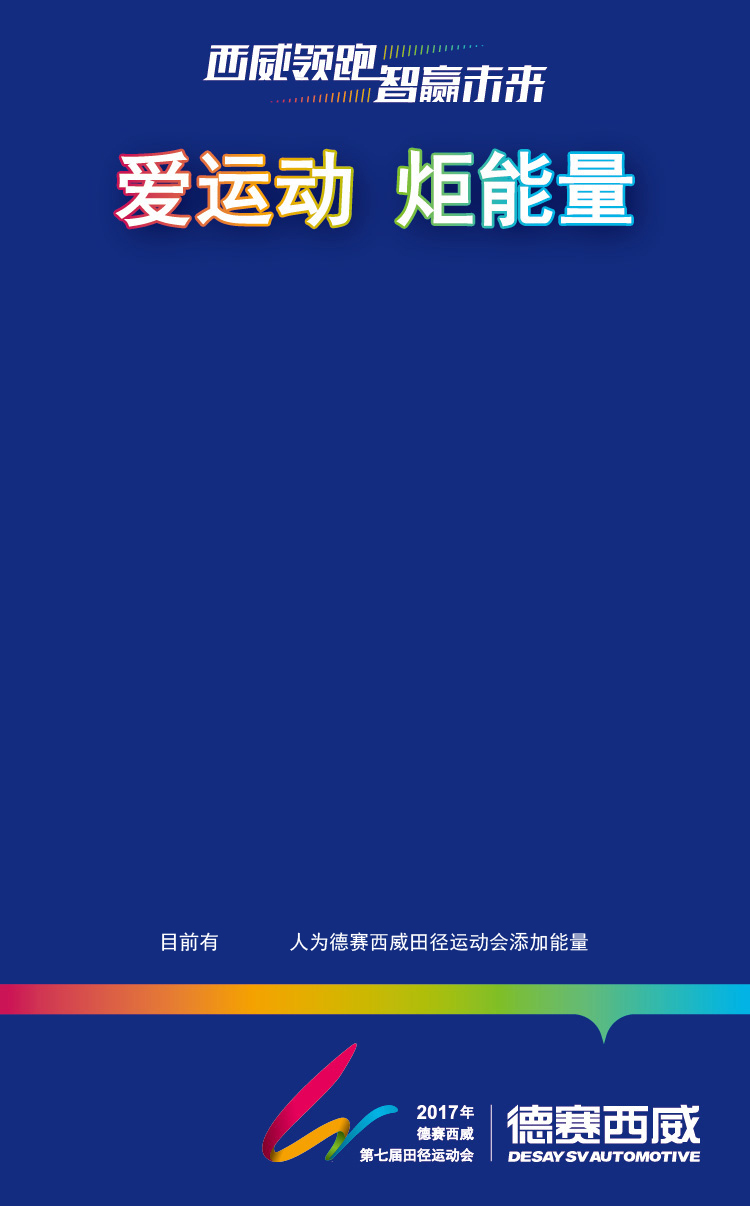 西威领跑
智赢未来
爱运动 炬能量
目前有 人为德赛西威田径运动会添加能量
2017年
德赛西威
第七届田径运动会
德赛西威
DESAY SV AUTOMOTIVE